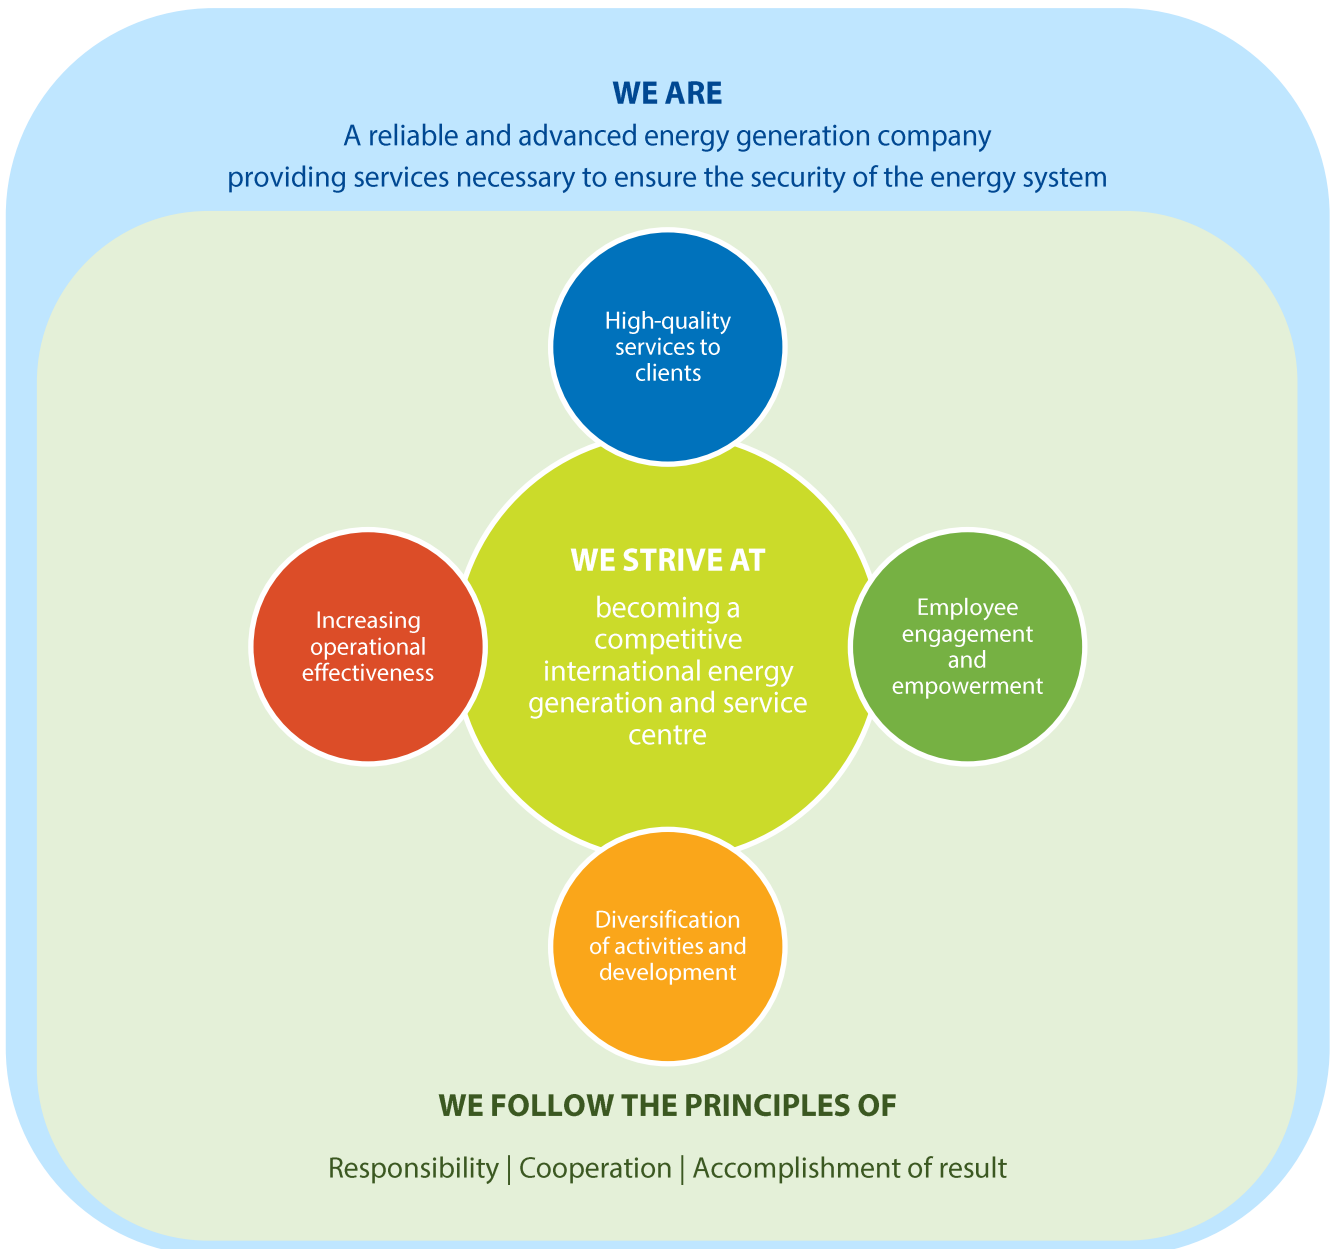 WE ARE
A reliable and advanced energy generation company
providing services necessary to ensure the security of the energy system
High-quality
services to
clients
WE STRIVE AT
becoming a
competitive
international energy
generation and service
centre
Increasing
operational
effectiveness
Employee
engagement
and
empowerment
Diversification
of activities and
development
WE FOLLOW THE PRINCIPLES OF
Responsibility | Cooperation | Accomplishment of result